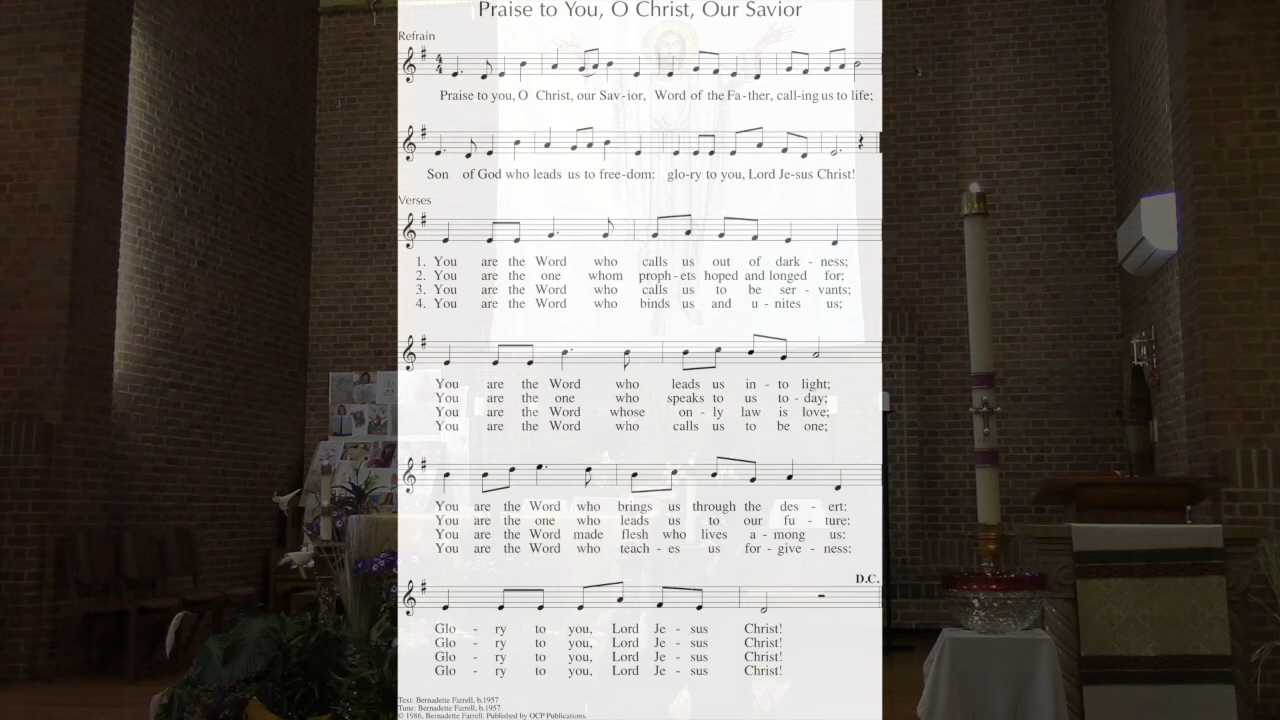 Praise to You, O Christ, Our Savior
Refrain
Praise to you, O Christ, our Sav-ior, Word of the Fa-ther, call-ing us to life;
Son of God who leads us to free-dom: glo-ry to you, Lord Je-sus Christ!
Verses
1. You are the Word who calls us out of dark - ness;
2. You are the one whom proph-ets hoped and longed for;
3. You are the Word who calls us to be ser - vants;
4. You are the Word who binds us and u - nites us;
You are the Word who leads us in - to light;
You are the one who speaks to us to - day;
You are the Word whose on - ly law is love;
You are the Word who calls us to be one;
You are the Word who brings us through the des - ert:
You are the one who leads us to our fu - ture:
You are the Word made flesh who lives a - mong us:
You are the Word who teach - es us for - give - ness:
D.C.
Glo - ry to you, Lord Je - sus Christ!
Glo - ry to you, Lord Je - sus Christ!
Glo - ry to you, Lord Je - sus Christ!
Glo - ry to you, Lord Je - sus Christ!
Text: Bernadette Farrell, b.1957
Tune: Bernadette Farrell, b.1957
© 1986, Bernadette Farrell. Published by OCP Publications.